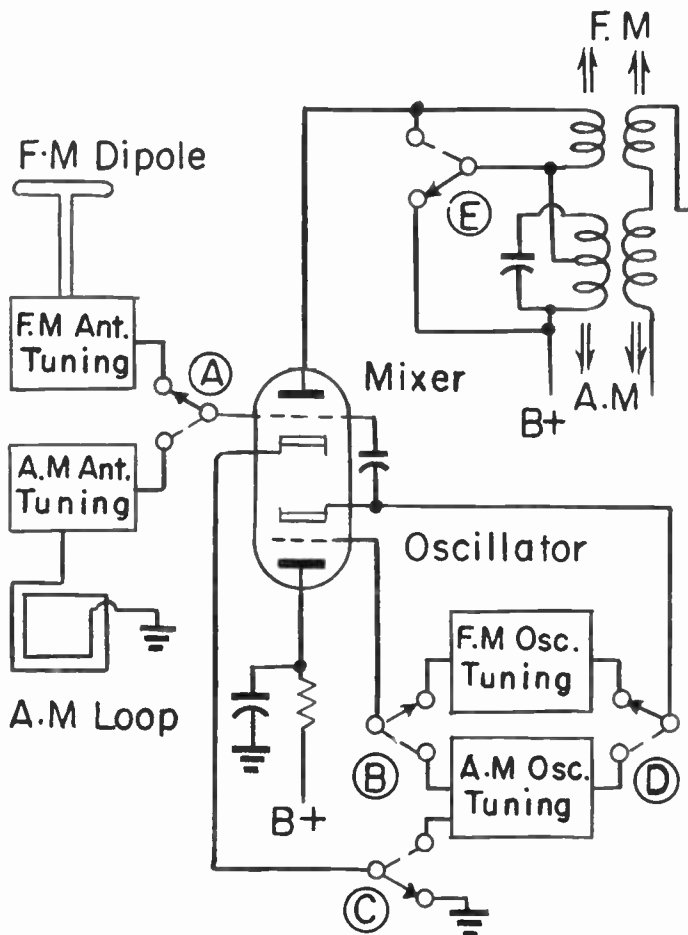 F.M
F.M Dipole
E
F.M Ant.
Tuning
A
Mixer
A.M
B+
A.M Ant.
Tuning
Oscillator
F.M Osc.
Tuning
A.M Loop
B
A.M Osc.
Tuning
D
B+
C